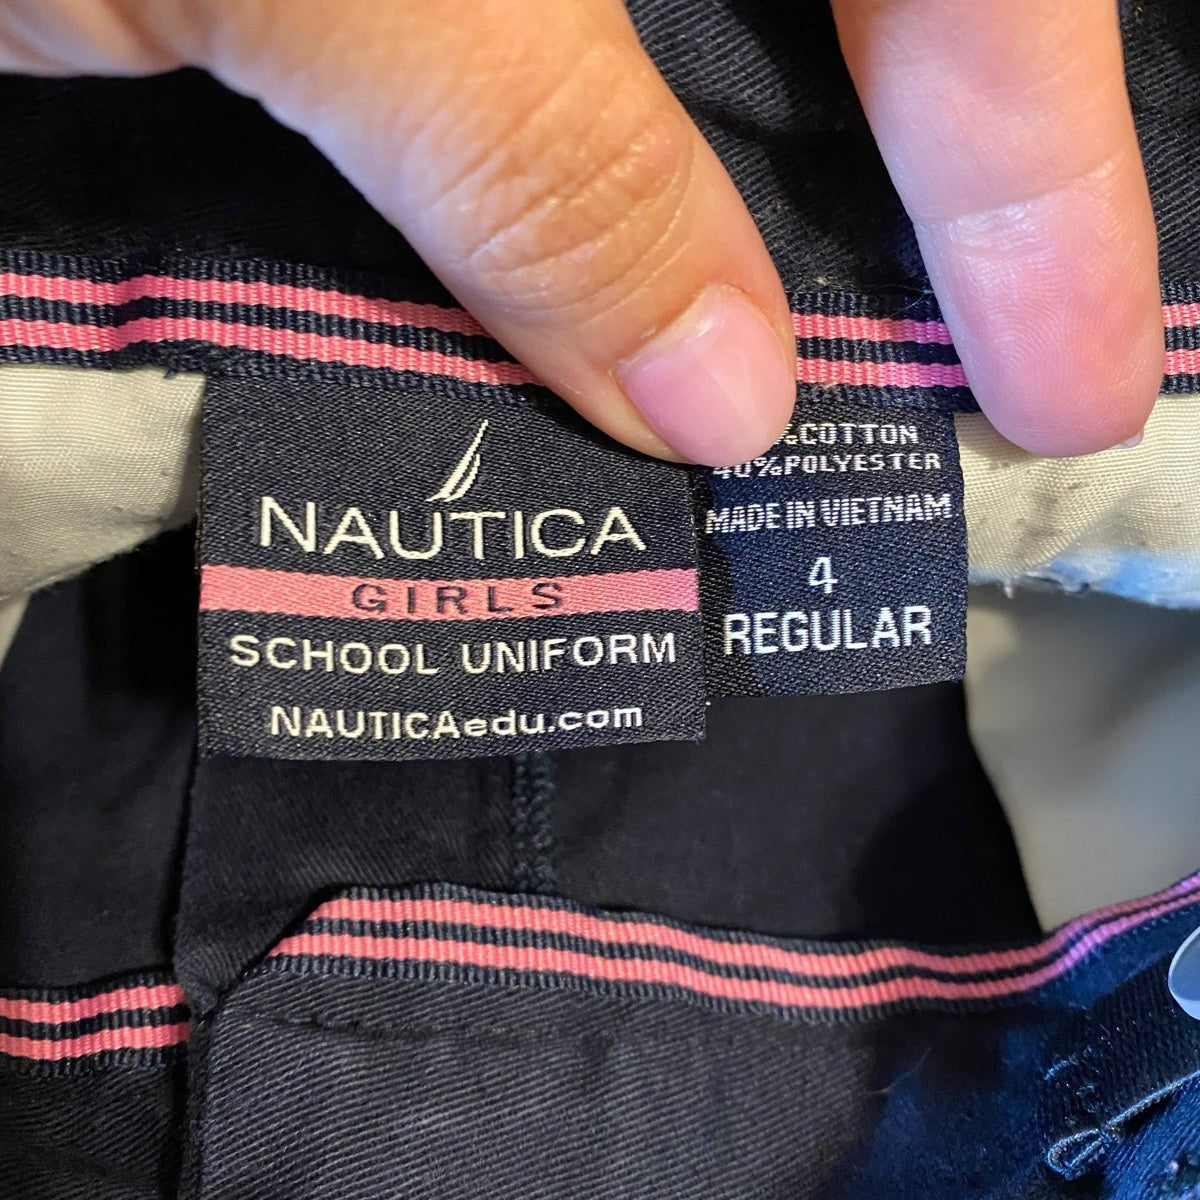 NAUTICA
GIRLS
SCHOOL UNIFORM
NAUTICAedu.com
%COTTON
40%POLYESTER
MADE IN VIETNAM
4
REGULAR